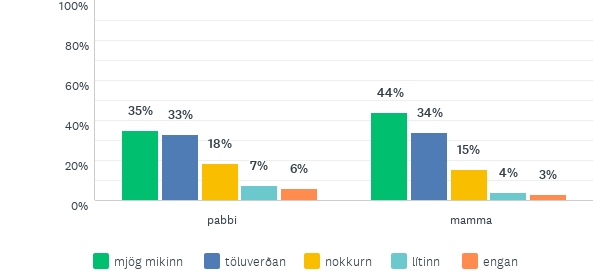 100%
80%
60%
40%
20%
0%
35% 33% 18% 7% 6%
44% 34% 15% 4% 3%
pabbi mamma
mjög mikinn töluverðan nokkurn lítinn engan